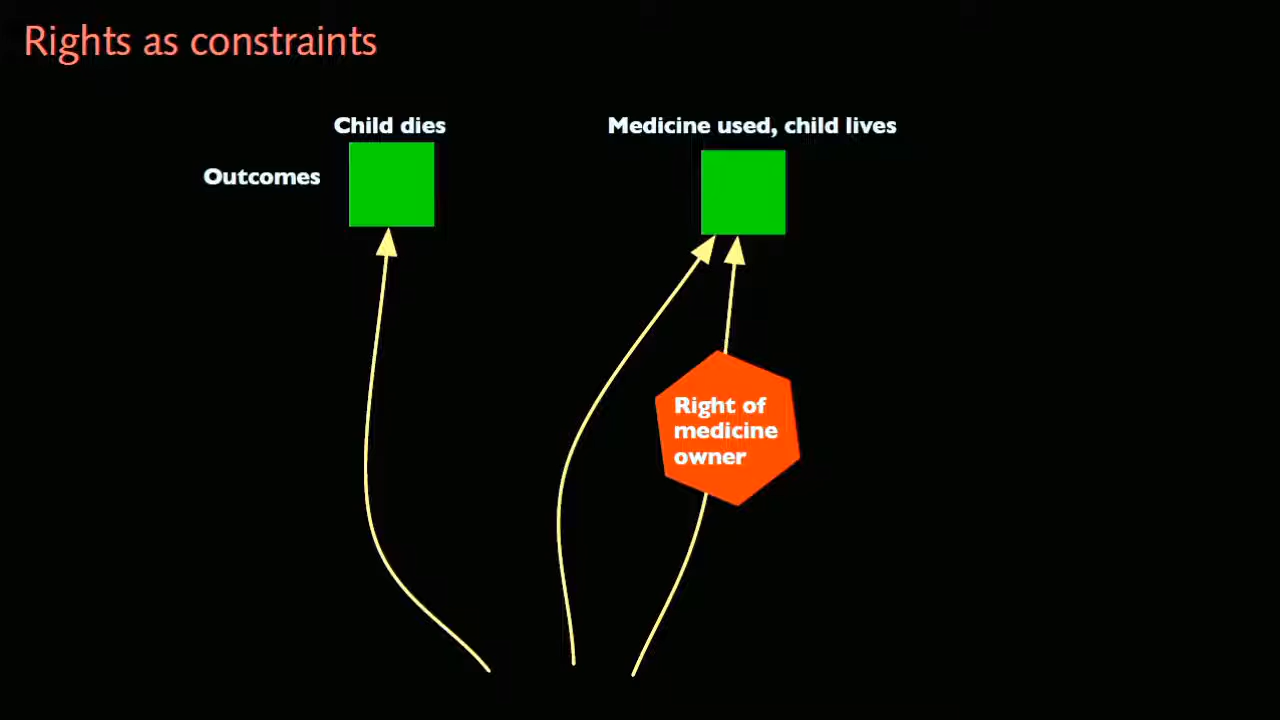 Rights as constraints
Child dies
Medicine used, child lives
Outcomes
Right of
medicine
owner